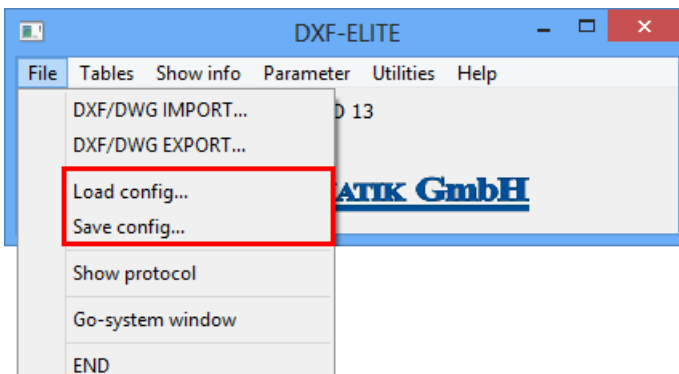 DXF-ELITE
File Tables Show info Parameter Utilities Help
DXF/DWG IMPORT...
13
DXF/DWG EXPORT...
Load config...
GmbH
Save config...
Show protocol
Go-system window
END